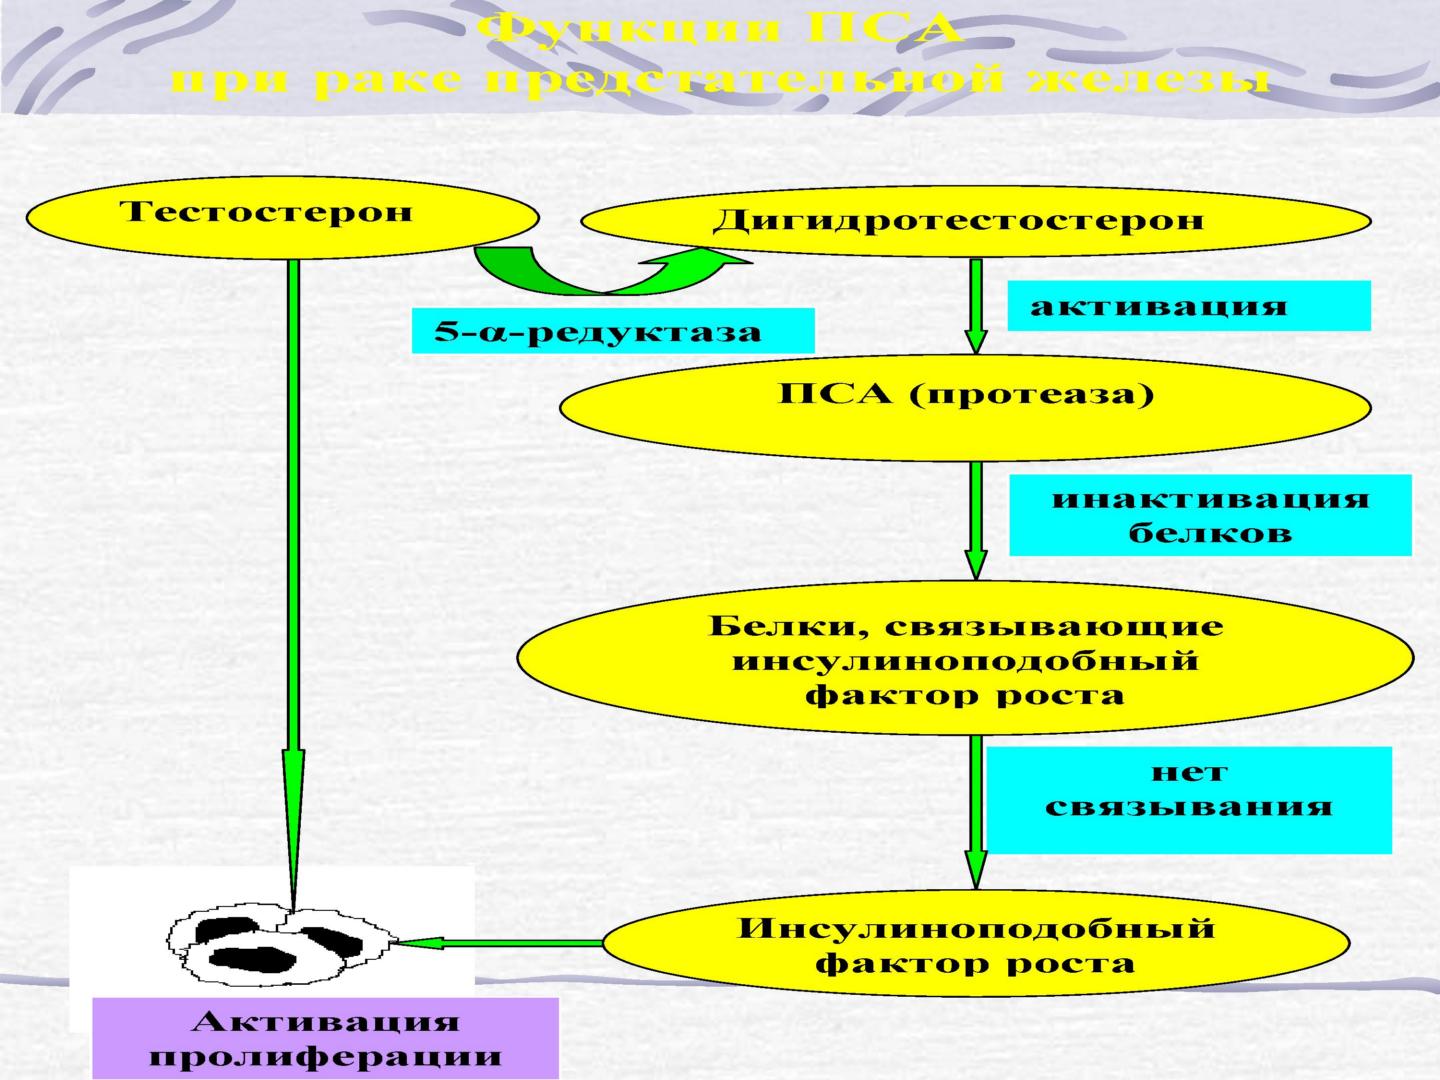 Функции ПСА
при раке предстательной железы
Тестостерон
Дигидротестостерон
5-α-редуктаза
активация
ПСА (протеаза)
инактивация
белков
Белки, связывающие
инсулиноподобный
фактор роста
нет
связывания
Инсулиноподобный
фактор роста
Активация
пролиферации